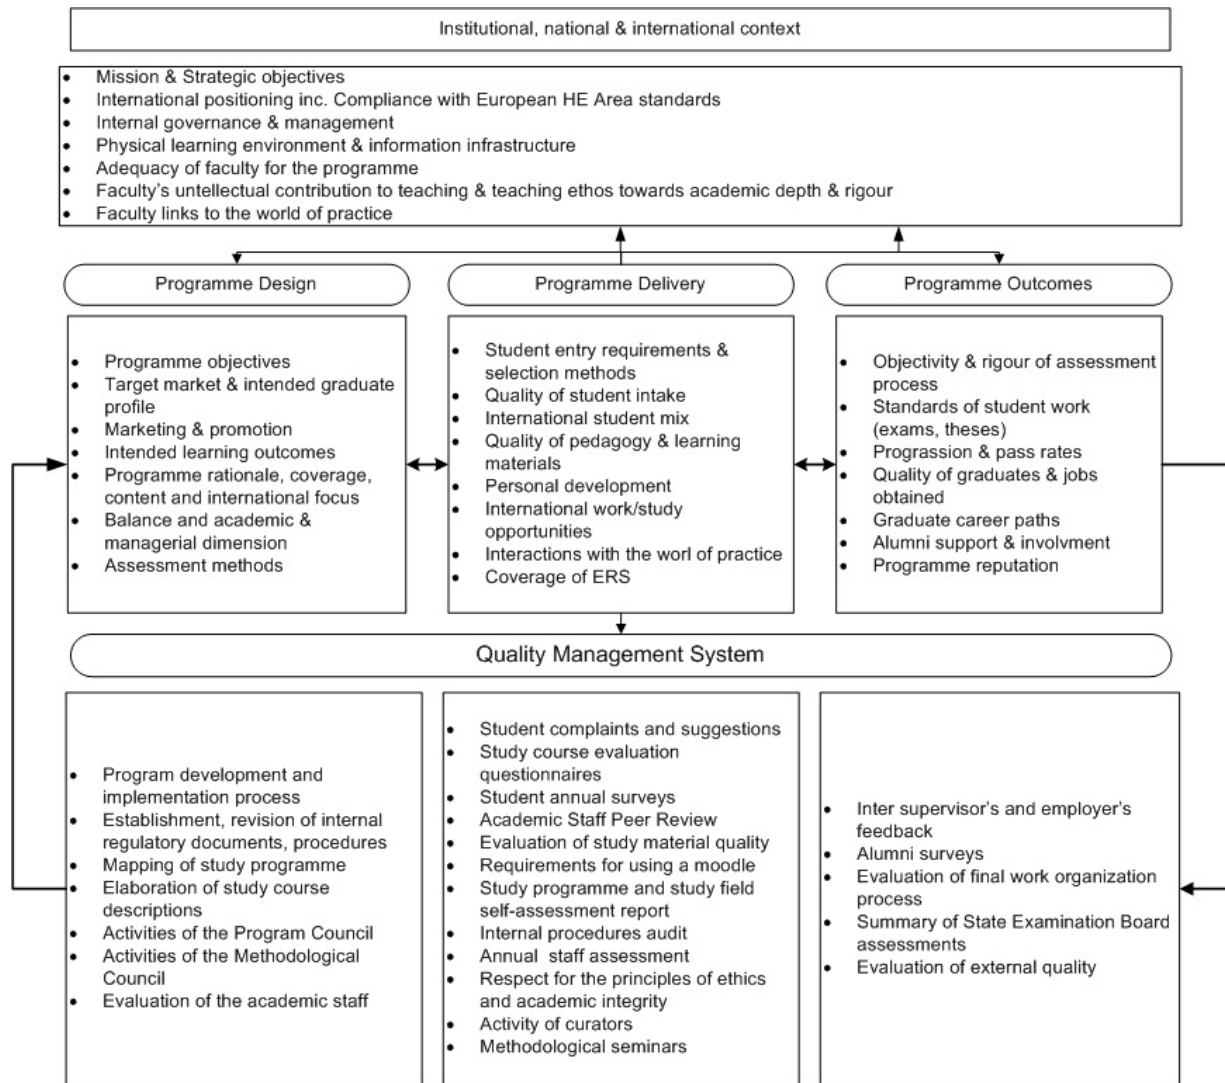 Institutional, national & international context
• Mission & Strategic objectives
• International positioning inc. Compliance with European HE Area standards
• Internal governance & management
• Physical learning environment & information infrastructure
• Adequacy of faculty for the programme
• Faculty's untellectual contribution to teaching & teaching ethos towards academic depth & rigour
• Faculty links to the world of practice
Programme Design
• Programme objectives
• Target market & intended graduate
profile
• Marketing & promotion
• Intended learning outcomes
• Programme rationale, coverage,
content and international focus
• Balance and academic &
managerial dimension
• Assessment methods
Programme Delivery
• Student entry requirements &
selection methods
• Quality of student intake
• International student mix
• Quality of pedagogy & learning
materials
• Personal development
• International work/study
opportunities
• Interactions with the worl of practice
• Coverage of ERS
Programme Outcomes
• Objectivity & rigour of assessment
process
• Standards of student work
(exams, theses)
• Prograssion & pass rates
• Quality of graduates & jobs
obtained
• Graduate career paths
• Alumni support & involvment
• Programme reputation
Quality Management System
• Program development and
implementation process
• Establishment, revision of internal
regulatory documents, procedures
• Mapping of study programme
• Elaboration of study course
descriptions
• Activities of the Program Council
• Activities of the Methodological
Council
• Evaluation of the academic staff
• Student complaints and suggestions
• Study course evaluation
questionnaires
• Student annual surveys
• Academic Staff Peer Review
• Evaluation of study material quality
• Requirements for using a moodle
• Study programme and study field
self-assessment report
• Internal procedures audit
• Annual staff assessment
• Respect for the principles of ethics
and academic integrity
• Activity of curators
• Methodological seminars
• Inter supervisor's and employer's
feedback
• Alumni surveys
• Evaluation of final work organization
process
• Summary of State Examination Board
assessments
• Evaluation of external quality